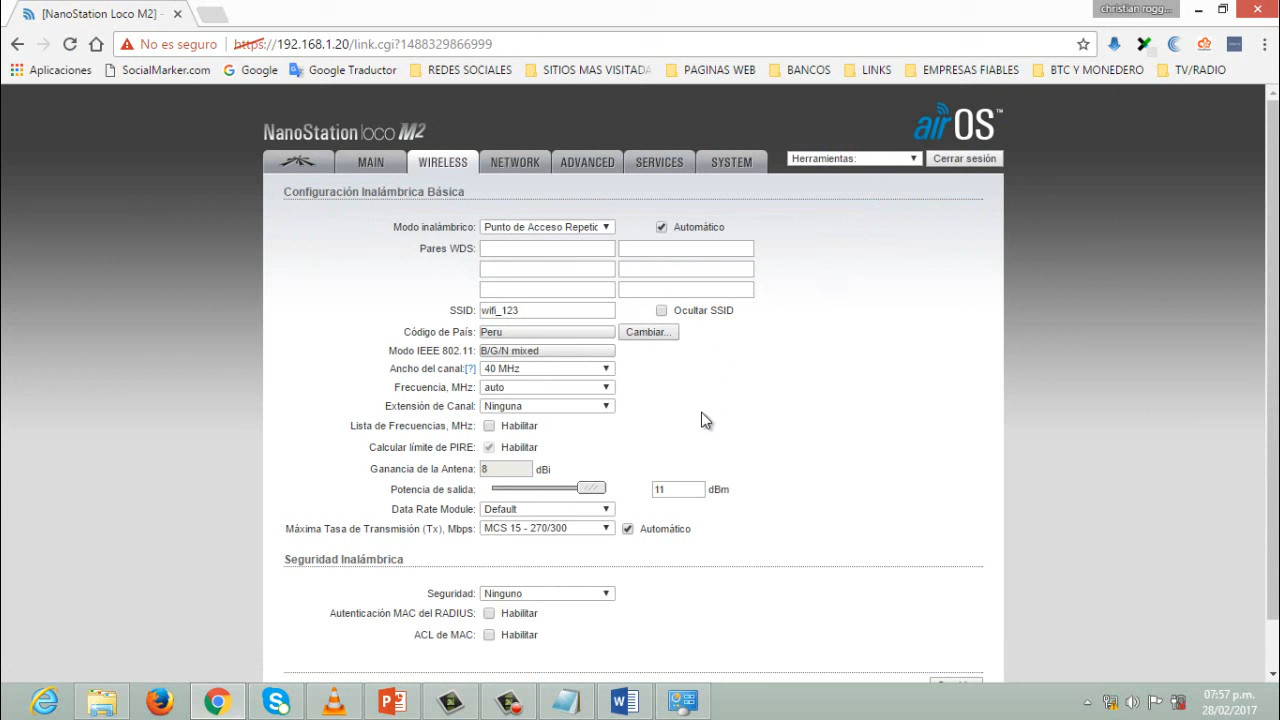 [NanoStation Loco M2] -
christian rogg...
No es seguro https://192.168.1.20/link.cgi?1488329866999
Aplicaciones SocialMarker.com Google Google Traductor REDES SOCIALES SITIOS MAS VISITADA PAGINAS WEB BANCOS LINKS EMPRESAS FIABLES BTC Y MONEDERO TV/RADIO
NanoStation loco M2
airOS™
MAIN WIRELESS NETWORK ADVANCED SERVICES SYSTEM Herramientas: Cerrar sesión
Configuración Inalámbrica Básica
Modo inalámbrico: Punto de Acceso Repetic Automático
Pares WDS:
SSID: wifi_123 Ocultar SSID
Código de País: Peru Cambiar...
Modo IEEE 802.11: B/G/N mixed
Ancho del canal:[?] 40 MHz
Frecuencia, MHz: auto
Extensión de Canal: Ninguna
Lista de Frecuencias, MHz: Habilitar
Calcular límite de PIRE: Habilitar
Ganancia de la Antena: 8 dBi
Potencia de salida: 11 dBm
Data Rate Module: Default
Máxima Tasa de Transmisión (Tx), Mbps: MCS 15 - 270/300 Automático
Seguridad Inalámbrica
Seguridad: Ninguno
Autenticación MAC del RADIUS: Habilitar
ACL de MAC: Habilitar
07:57 p.m.
28/02/2017